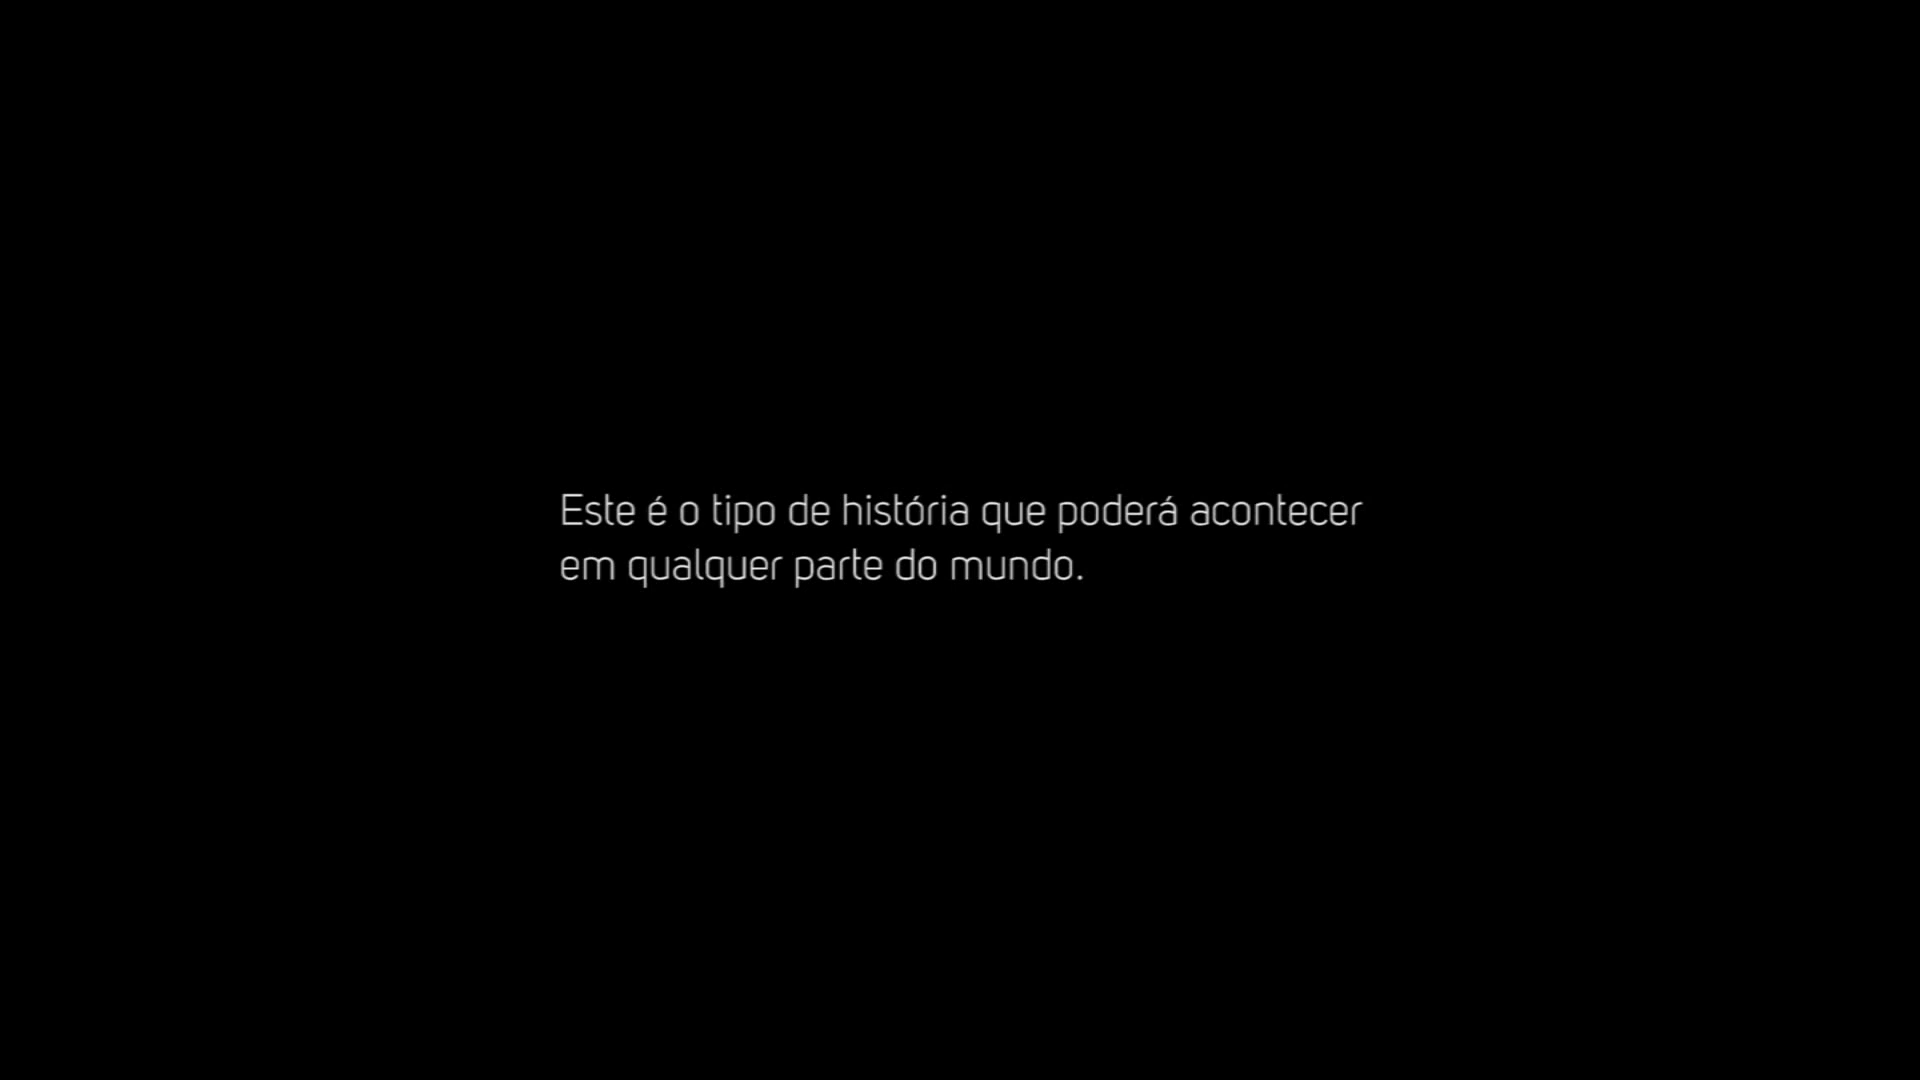 Este é o tipo de história que poderá acontecer
em qualquer parte do mundo.